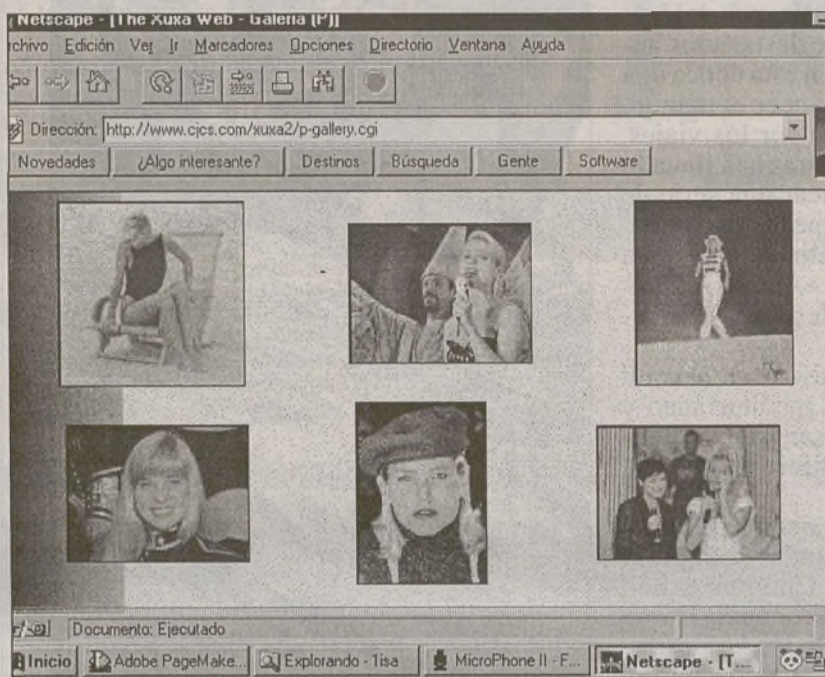 Netscape - [The Xuxa Web - Galeria (P)]
rchivo Edición Ver Ir Marcadores Opciones Directorio Ventana Ayuda
Dirección: http://www.cjcs.com/xuxa2/p-gallery.cgi
Novedades ¿Algo interesante? Destinos Búsqueda Gente Software
Documento: Ejecutado
Inicio Adobe PageMake... Explorando - 1isa MicroPhone II - F... Netscape - [T....